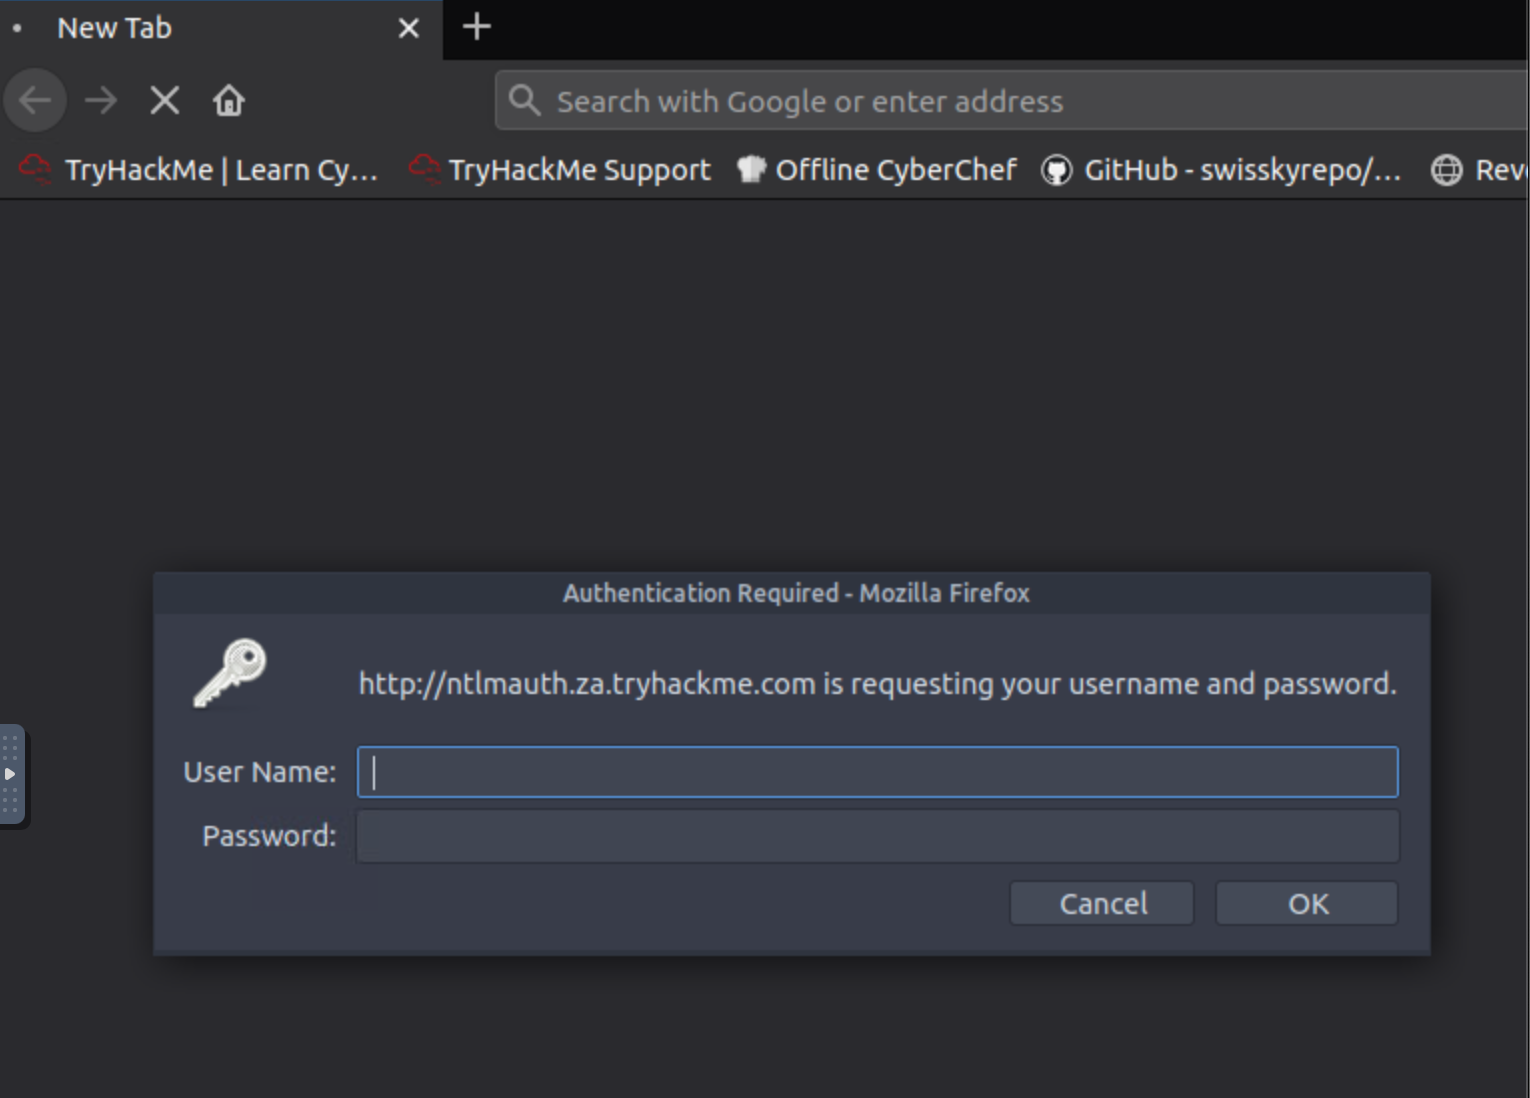 New Tab
Search with Google or enter address
TryHackMe | Learn Cy... TryHackMe Support Offline CyberChef GitHub - swisskyrepo/... Rev
Authentication Required - Mozilla Firefox
http://ntlmauth.za.tryhackme.com is requesting your username and password.
User Name:
Password:
Cancel OK